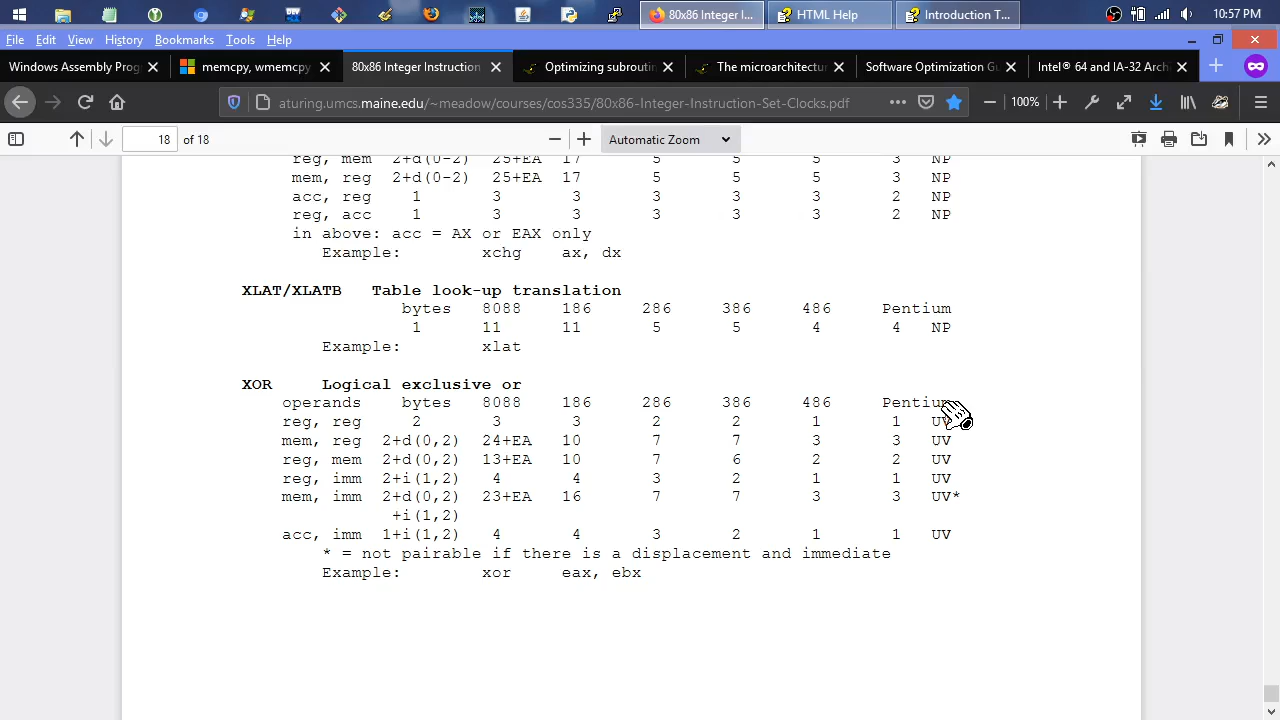 80x86 Integer I... HTML Help Introduction T... 10:57 PM
File Edit View History Bookmarks Tools Help
Windows Assembly Prog memcpy, wmemcpy 80x86 Integer Instruction Optimizing subroutin The microarchitectur Software Optimization Gu Intel® 64 and IA-32 Archi
aturing.umcs.maine.edu/~meadow/courses/cos335/80x86-Integer-Instruction-Set-Clocks.pdf 100%
18 of 18 Automatic Zoom
reg, mem 2+d(0-2) 25+EA 17 5 5 5 3 NP
mem, reg 2+d(0-2) 25+EA 17 5 5 5 3 NP
acc, reg 1 3 3 3 3 3 2 NP
reg, acc 1 3 3 3 3 3 2 NP
in above: acc = AX or EAX only
Example: xchg ax, dx
XLAT/XLATB Table look-up translation
bytes 8088 186 286 386 486 Pentium
1 11 11 5 5 4 4 NP
Example: xlat
XOR Logical exclusive or
operands bytes 8088 186 286 386 486 Pentium
reg, reg 2 3 3 2 2 1 1 UV
mem, reg 2+d(0,2) 24+EA 10 7 7 3 3 UV
reg, mem 2+d(0,2) 13+EA 10 7 6 2 2 UV
reg, imm 2+i(1,2) 4 4 3 2 1 1 UV
mem, imm 2+d(0,2) 23+EA 16 7 7 3 3 UV*
+i(1,2)
acc, imm 1+i(1,2) 4 4 3 2 1 1 UV
* = not pairable if there is a displacement and immediate
Example: xor eax, ebx